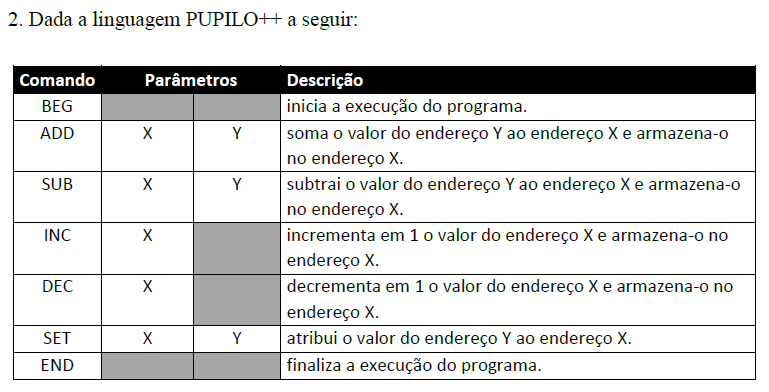 2. Dada a linguagem PUPILO++ a seguir:
Comando Parâmetros Descrição
BEG inicia a execução do programa.
ADD X Y soma o valor do endereço Y ao endereço X e armazena-o
no endereço X.
SUB X Y subtrai o valor do endereço Y ao endereço X e armazena-o
no endereço X.
INC X incrementa em 1 o valor do endereço X e armazena-o no
endereço X.
DEC X decrementa em 1 o valor do endereço X e armazena-o no
endereço X.
SET X Y atribui o valor do endereço Y ao endereço X.
END finaliza a execução do programa.